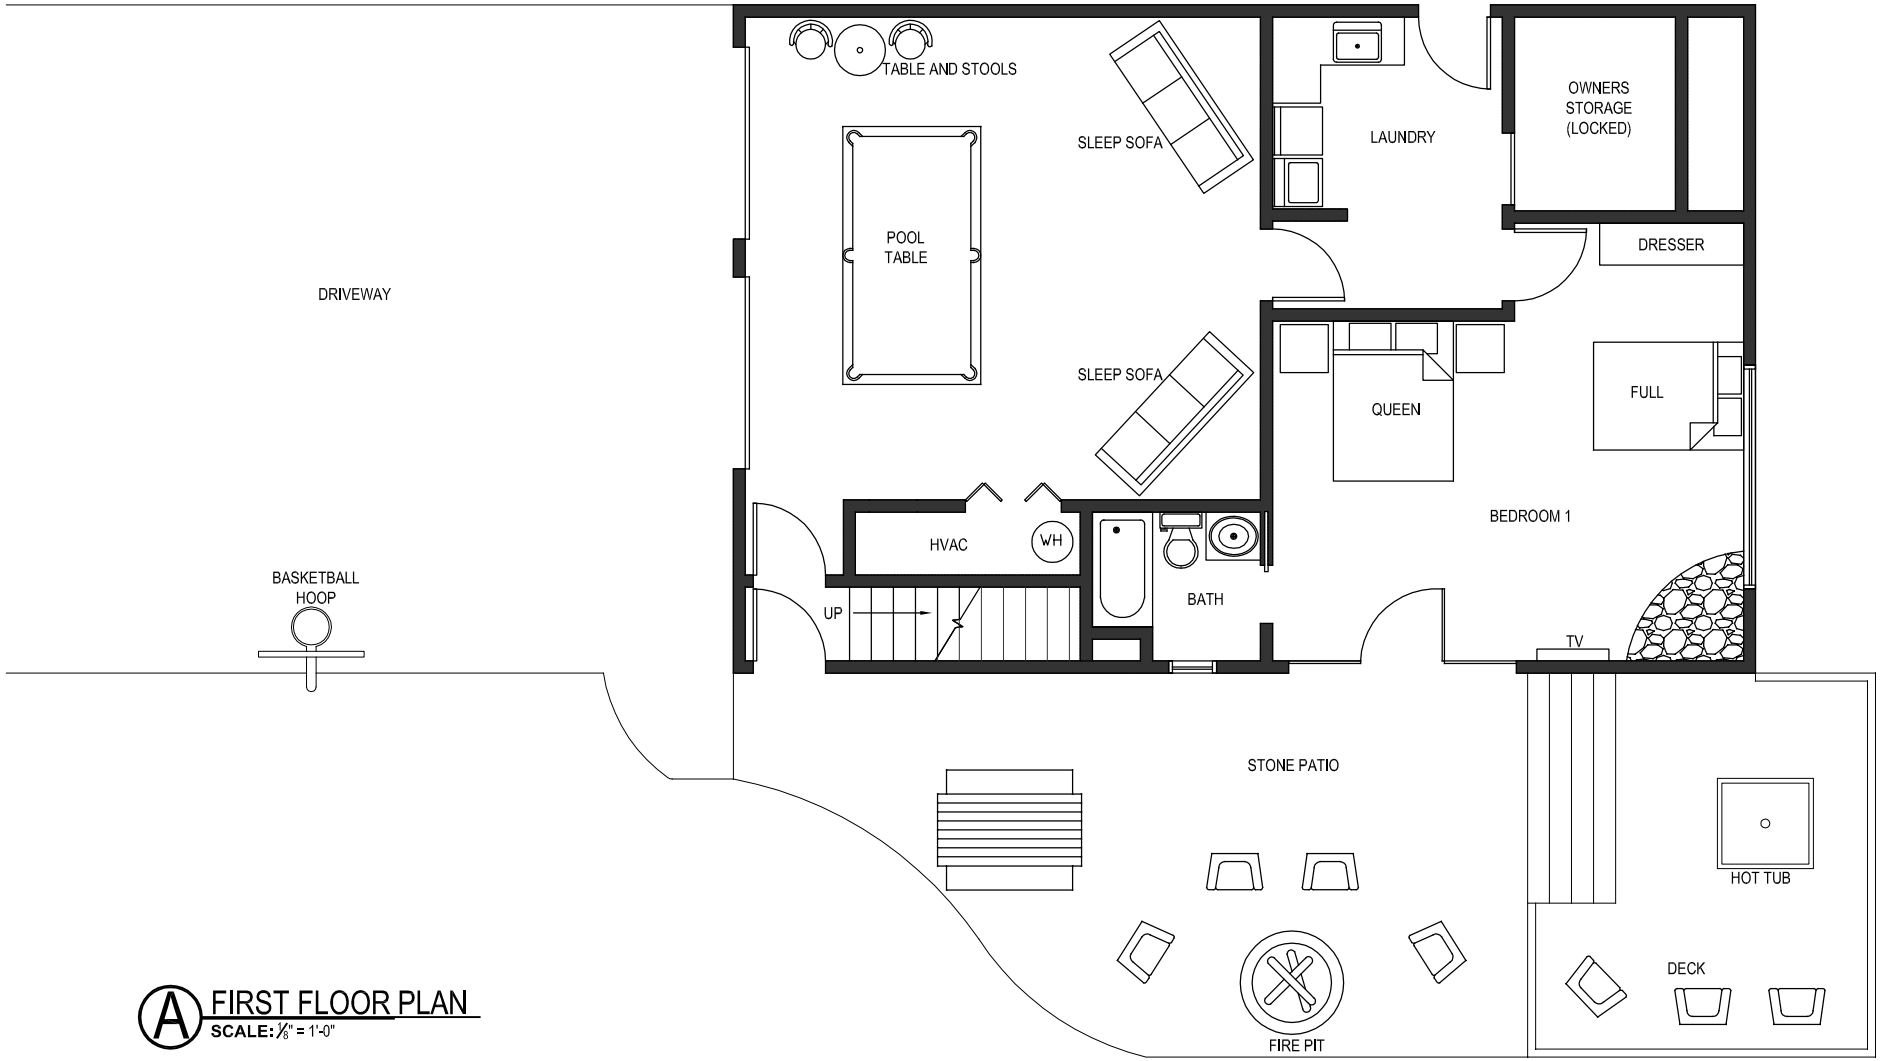 TABLE AND STOOLS
SLEEP SOFA
LAUNDRY
OWNERS
STORAGE
(LOCKED)
POOL
TABLE
DRESSER
DRIVEWAY
SLEEP SOFA
QUEEN
FULL
BEDROOM 1
HVAC
WH
BASKETBALL
HOOP
UP
BATH
TV
STONE PATIO
HOT TUB
DECK
FIRE PIT
A
FIRST FLOOR PLAN
SCALE: ⅛" = 1'-0"